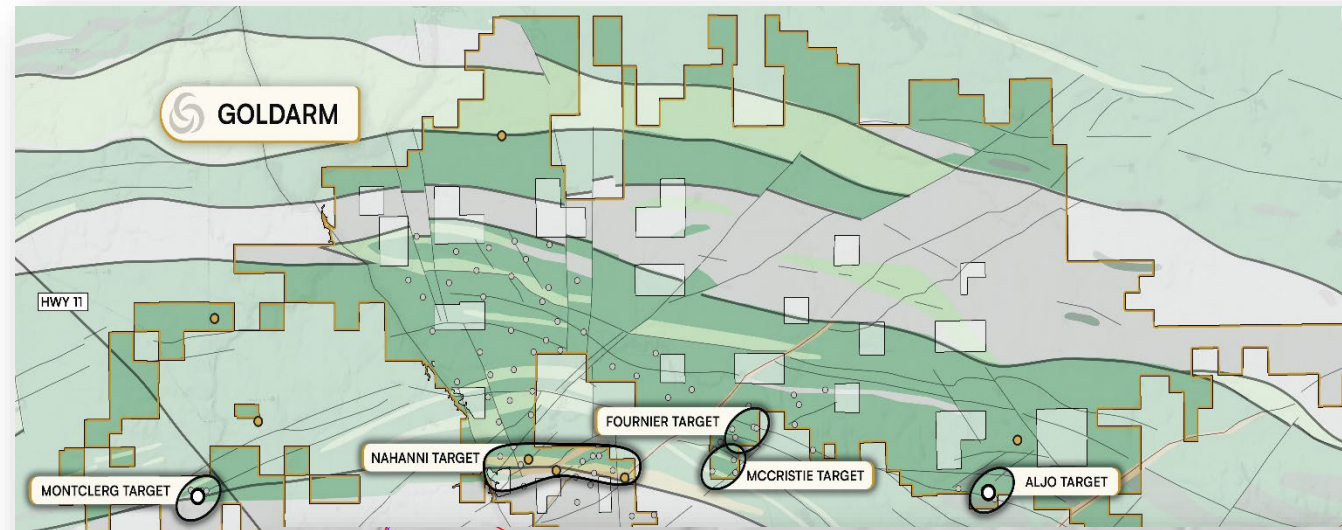 GOLDARM
HWY 11
FOURNIER TARGET
NAHANNI TARGET
MCCRISTIE TARGET
MONTCLERG TARGET
ALJO TARGET